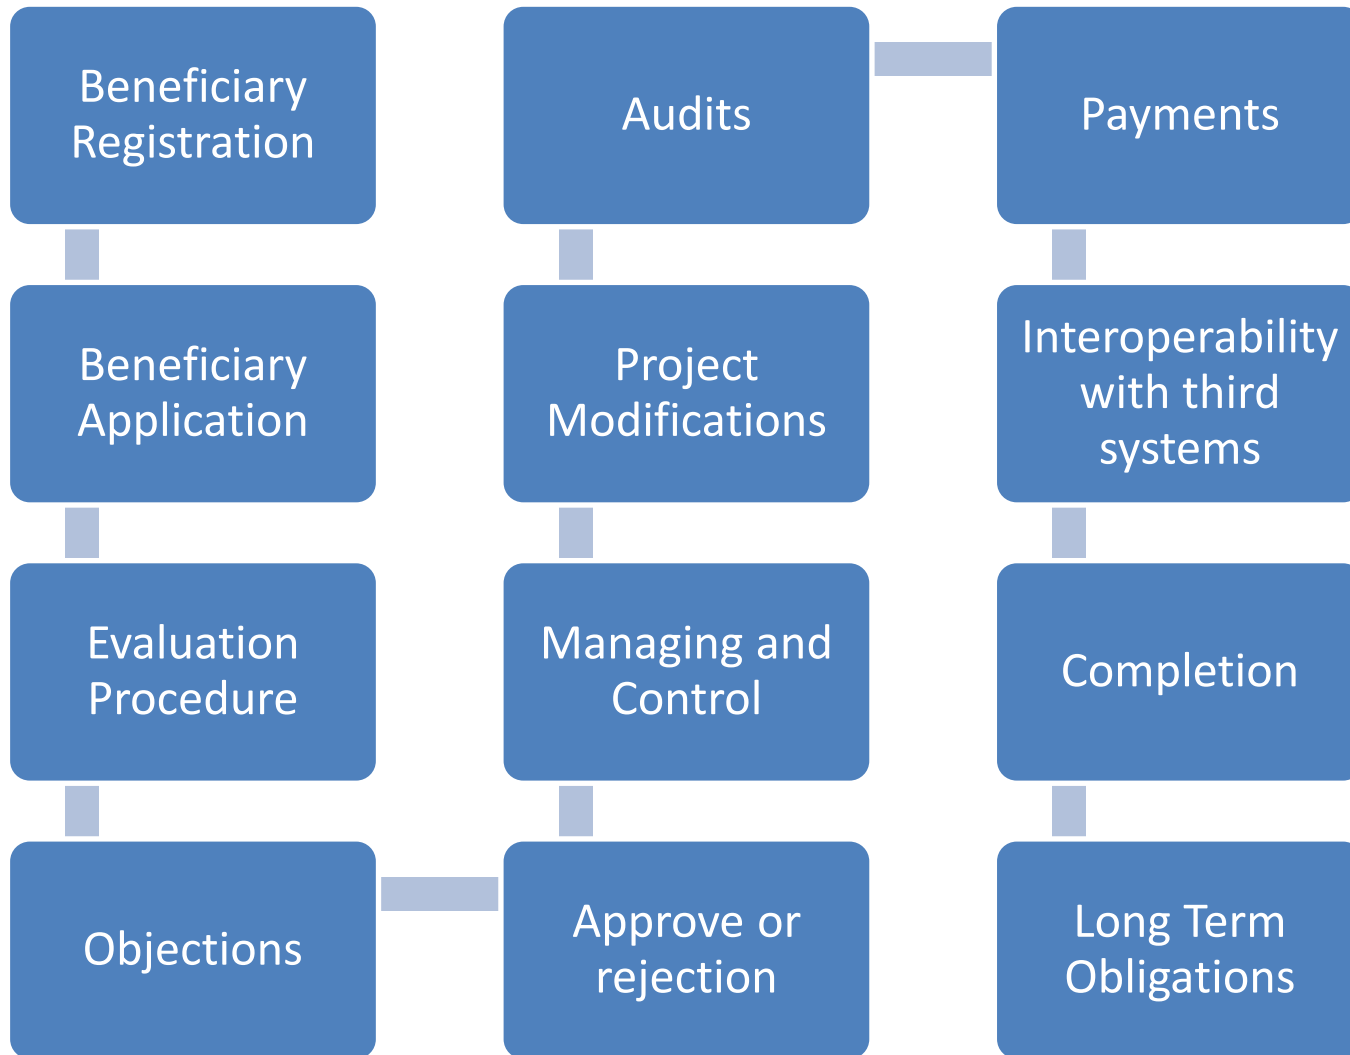 Beneficiary
Registration
Beneficiary
Application
Evaluation
Procedure
Objections
Approve or
rejection
Managing and
Control
Project
Modifications
Audits
Payments
Interoperability
with third
systems
Completion
Long Term
Obligations